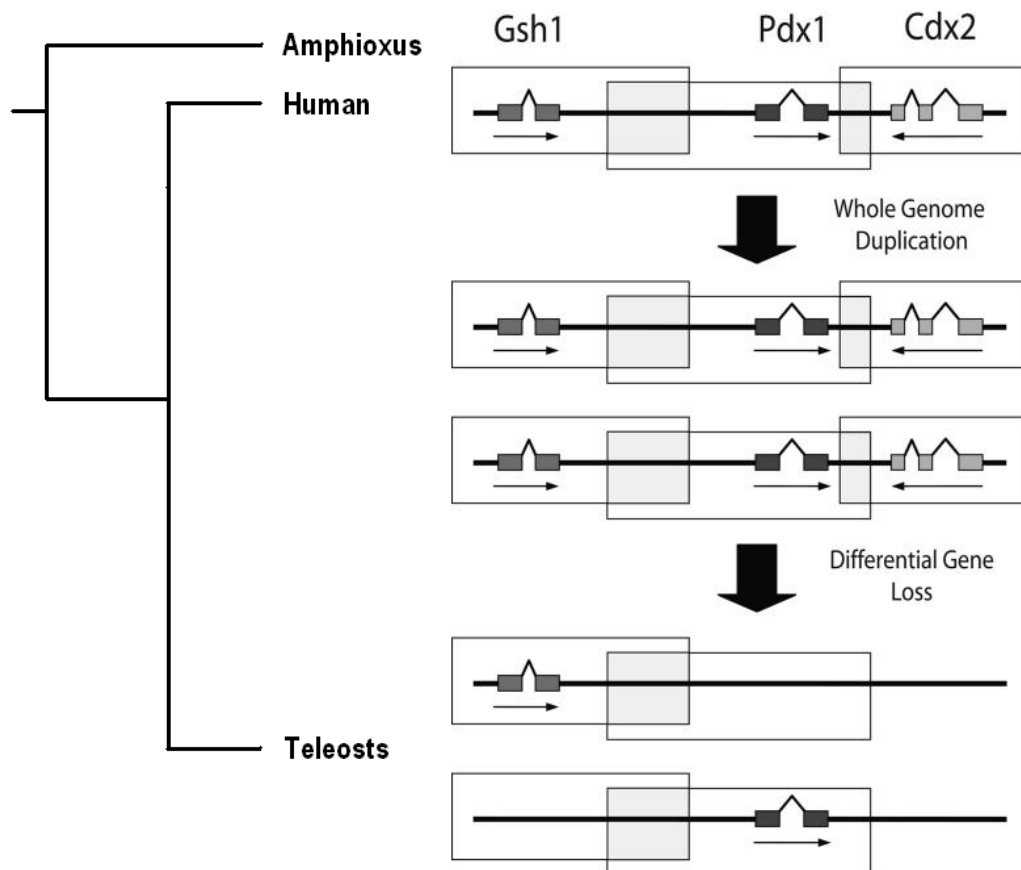 Gsh1
Pdx1
Cdx2
Amphioxus
Human
Whole Genome
Duplication
Differential Gene
Loss
Teleosts